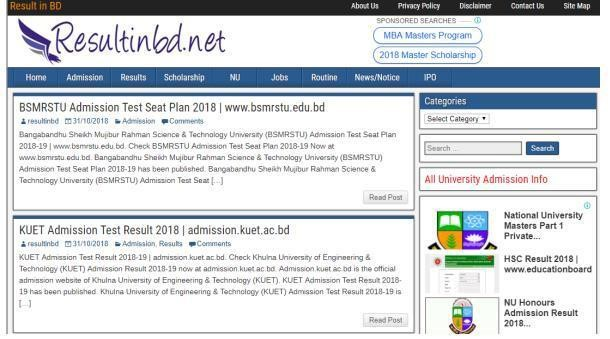 Result in BD
About Us Privacy Policy Disclaimer Contact Us Site Map
Resultinbd.net
SPONSORED SEARCHES
MBA Masters Program
2018 Master Scholarship
Home Admission Results Scholarship NU Jobs Routine News/Notice IPO
BSMRSTU Admission Test Seat Plan 2018 | www.bsmrstu.edu.bd
resultinbd 31/10/2018 Admission Comments
Bangabandhu Sheikh Mujibur Rahman Science & Technology University (BSMRSTU) Admission Test Seat Plan
2018-19 | www.bsmrstu.edu.bd. Check BSMRSTU Admission Test Seat Plan 2018-19 Now at
www.bsmrstu.edu.bd. Bangabandhu Sheikh Mujibur Rahman Science & Technology University (BSMRSTU)
Admission Test Seat Plan 2018-19 has been published. Bangabandhu Sheikh Mujibur Rahman Science &
Technology University (BSMRSTU) Admission Test Seat […]
Read Post
KUET Admission Test Result 2018 | admission.kuet.ac.bd
resultinbd 31/10/2018 Admission, Results Comments
KUET Admission Test Result 2018-19 | admission.kuet.ac.bd. Check Khulna University of Engineering &
Technology (KUET) Admission Result 2018-19 now at admission.kuet.ac.bd. Admission.kuet.ac.bd is the official
admission website of Khulna University of Engineering & Technology (KUET). KUET Admission Test Result 2018-
19 has been published. Khulna University of Engineering & Technology (KUET) Admission Test Result 2018-19 is
[…]
Read Post
Categories
Select Category
Search …
Search
All University Admission Info
National University
Masters Part 1
Private...
HSC Result 2018 |
www.educationboard
NU Honours
Admission Result
2018...